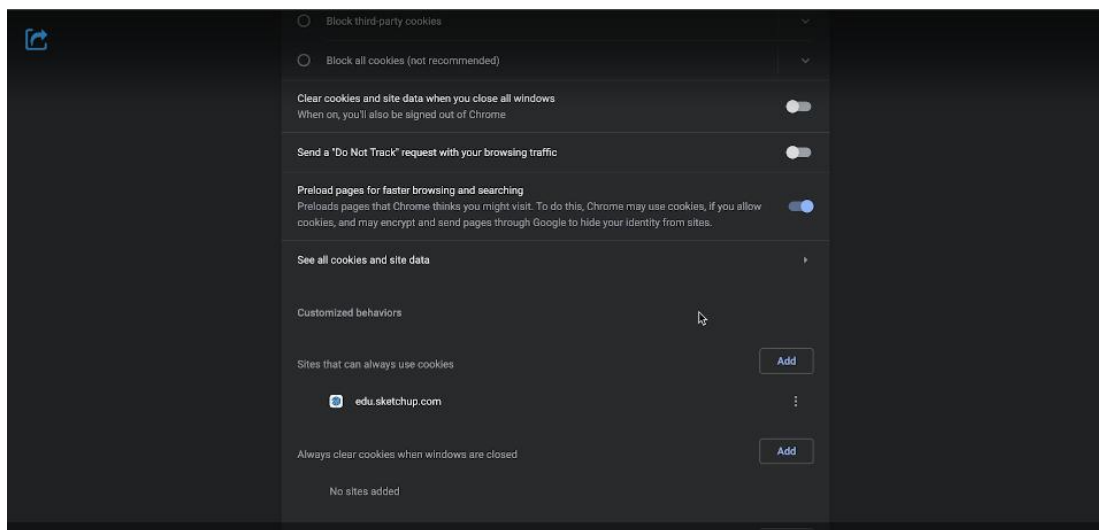 Block third-party cookies
Block all cookies (not recommended)
Clear cookies and site data when you close all windows
When on, you'll also be signed out of Chrome
Send a "Do Not Track" request with your browsing traffic
Preload pages for faster browsing and searching
Preloads pages that Chrome thinks you might visit. To do this, Chrome may use cookies, if you allow
cookies, and may encrypt and send pages through Google to hide your identity from sites.
See all cookies and site data
Customized behaviors
Sites that can always use cookies
Add
edu.sketchup.com
Always clear cookies when windows are closed
Add
No sites added